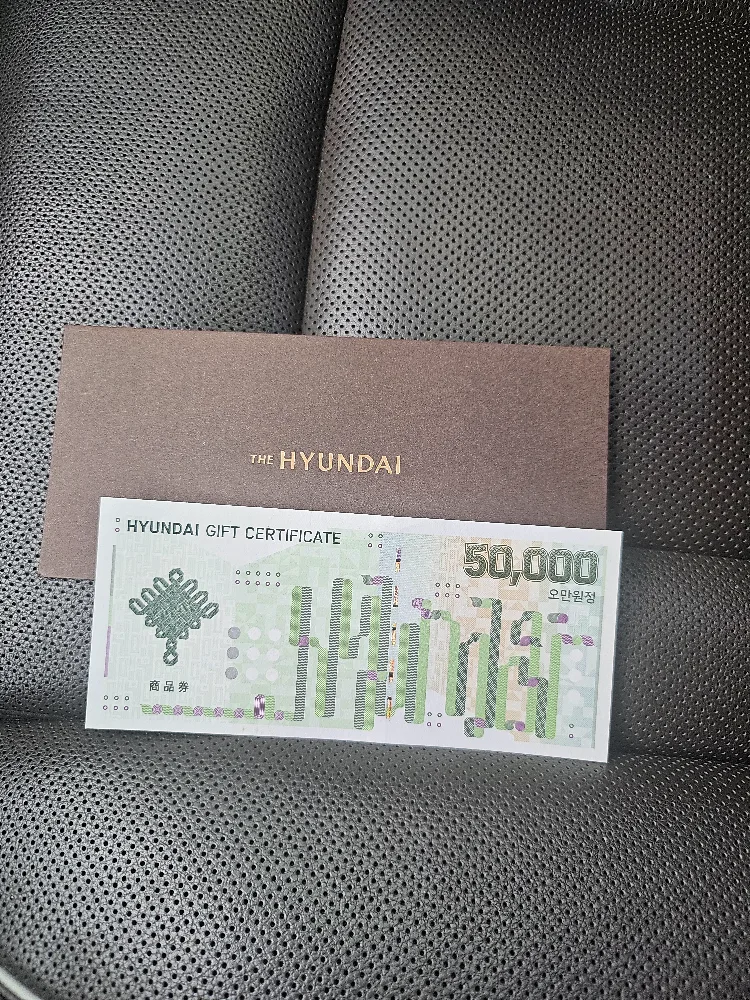 THE HYUNDAI
HYUNDAI GIFT CERTIFICATE
50,000
오만원정
商品券